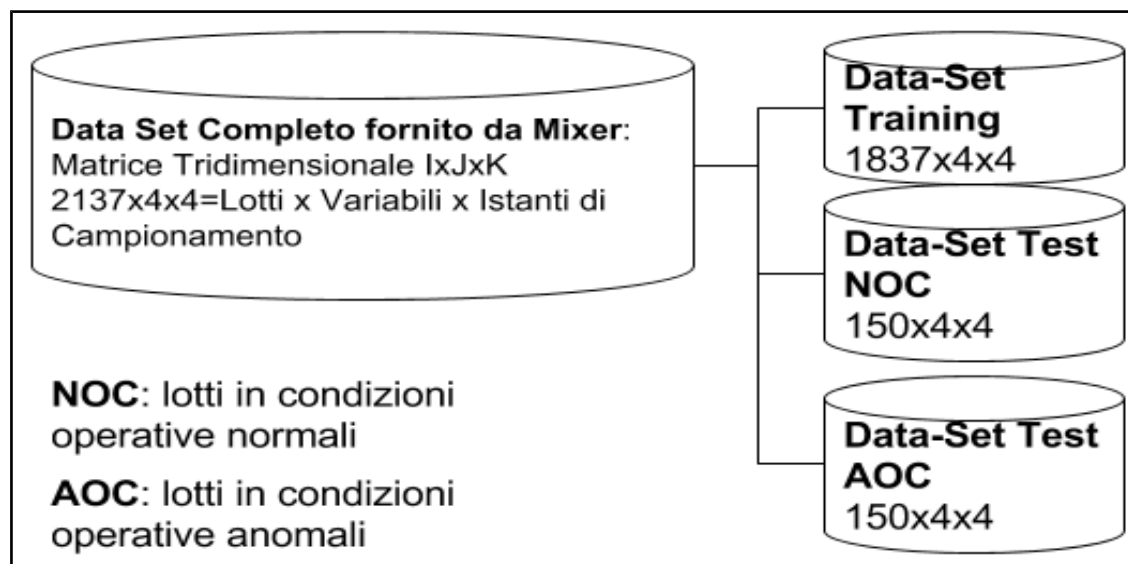 Data Set Completo fornito da Mixer:
Matrice Tridimensionale IxJxK
2137x4x4=Lotti x Variabili x Istanti di
Campionamento
NOC: lotti in condizioni
operative normali
AOC: lotti in condizioni
operative anomali
Data-Set
Training
1837x4x4
Data-Set Test
NOC
150x4x4
Data-Set Test
AOC
150x4x4